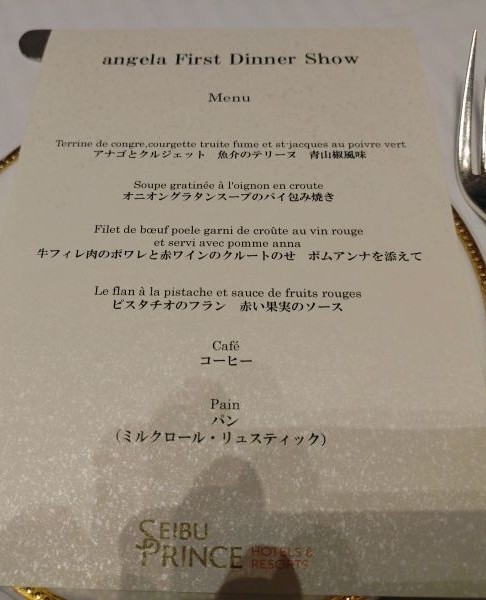 angela First Dinner Show
Menu
Terrine de congre,courgette truite fume et st-jacques au poivre vert
アナゴとクルジェット 魚介のテリーヌ 青山椒風味
Soupe gratinée à l'oignon en croute
オニオングラタンスープのパイ包み焼き
Filet de bœuf poele garni de croûte au vin rouge
et servi avec pomme anna
牛フィレ肉のポワレと赤ワインのクルートのせ ポムアンナを添えて
Le flan à la pistache et sauce de fruits rouges
ピスタチオのフラン 赤い果実のソース
Café
コーヒー
Pain
パン
(ミルクロール・リュスティック)
SEIBU
PRINCE HOTELS &
RESORTS